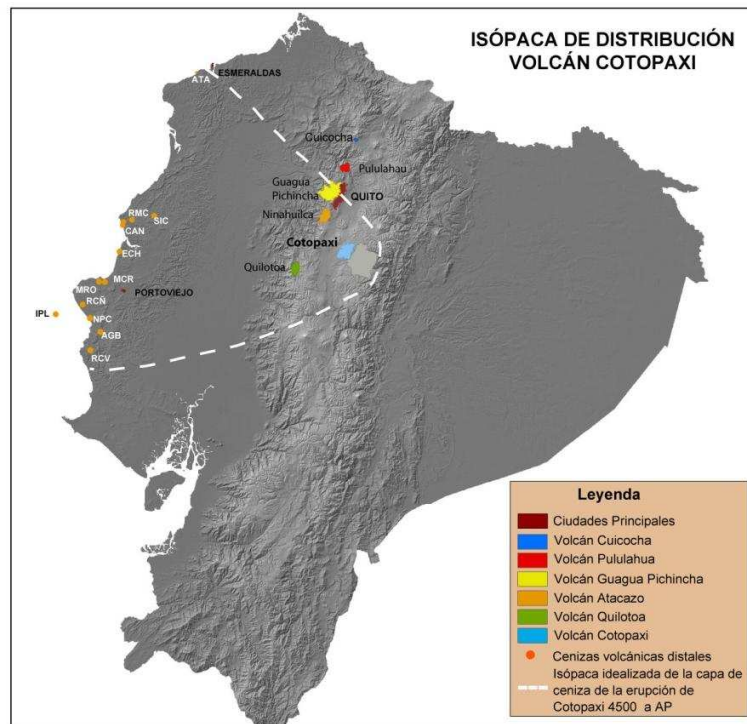 ISÓPACA DE DISTRIBUCIÓN
VOLCÁN COTOPAXI
ESMERALDAS
ATA
Cuicocha
Pululahau
Guagua
Pichincha
QUITO
Ninahuilca
RMC
SIC
CAN
Cotopaxi
ECH
Quilotoa
MCR
MRO
PORTOVIEJO
RCÑ
IPL
NPC
AGB
RCV
Leyenda
Ciudades Principales
Volcán Cuicocha
Volcán Pululahua
Volcán Guagua Pichincha
Volcán Atacazo
Volcán Quilotoa
Volcán Cotopaxi
Cenizas volcánicas distales
Isópaca idealizada de la capa de
ceniza de la erupción de
Cotopaxi 4500 a AP